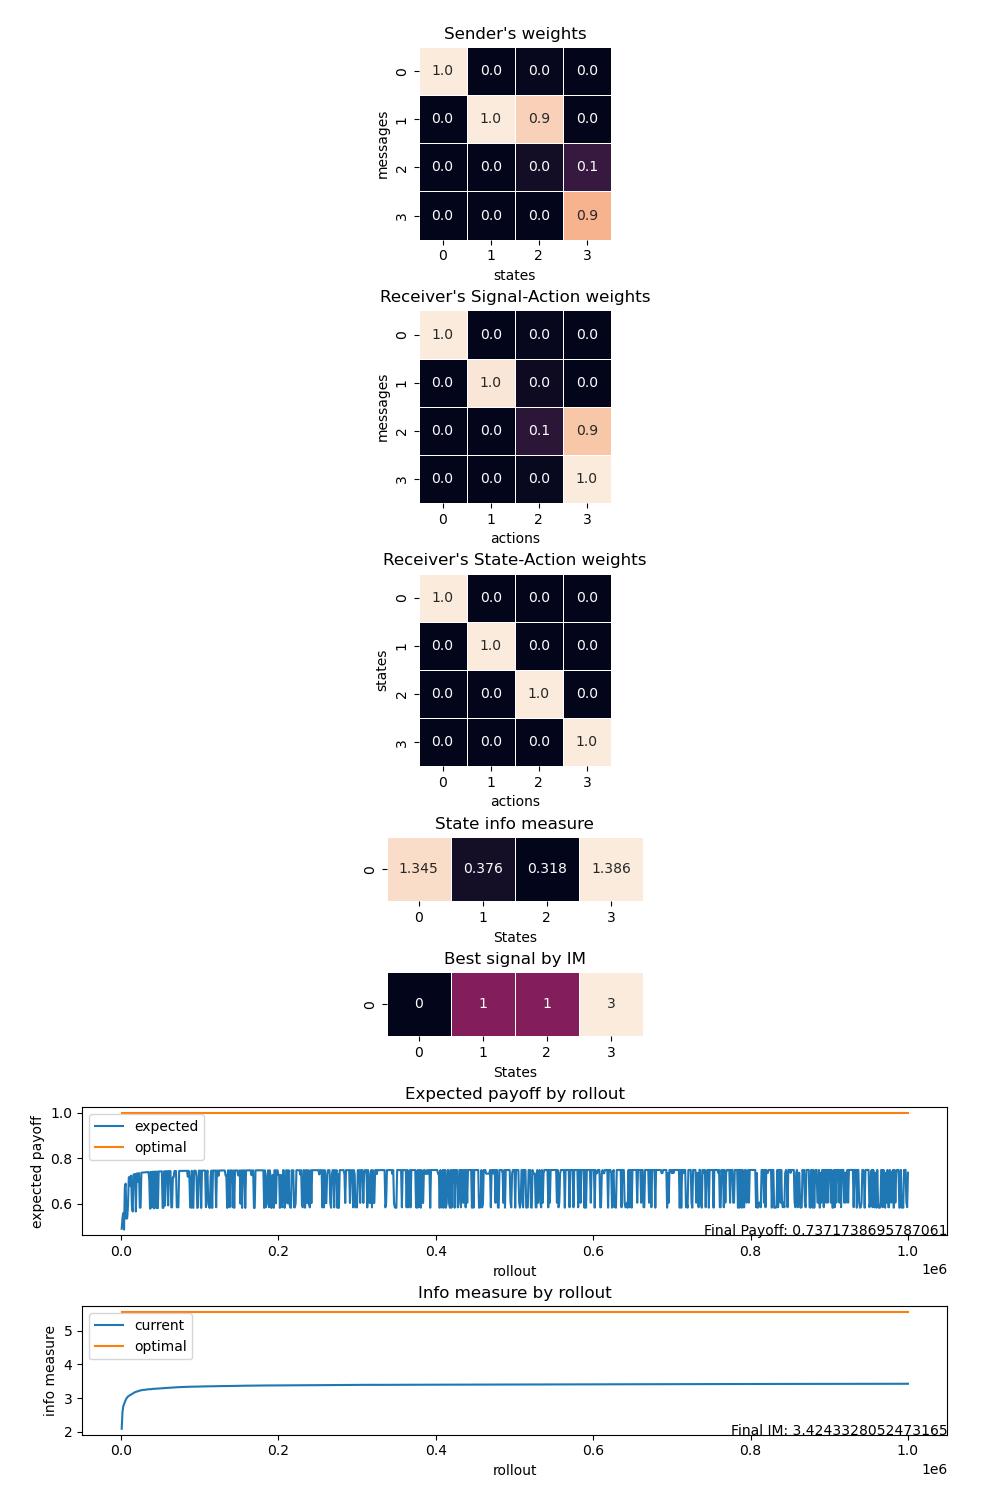 Sender's weights
0 1.0 0.0 0.0 0.0
1 0.0 1.0 0.9 0.0
2 0.0 0.0 0.0 0.1
3 0.0 0.0 0.0 0.9
messages
0 1 2 3
states
Receiver's Signal-Action weights
0 1.0 0.0 0.0 0.0
1 0.0 1.0 0.0 0.0
2 0.0 0.0 0.1 0.9
3 0.0 0.0 0.0 1.0
messages
0 1 2 3
actions
Receiver's State-Action weights
0 1.0 0.0 0.0 0.0
1 0.0 1.0 0.0 0.0
2 0.0 0.0 1.0 0.0
3 0.0 0.0 0.0 1.0
states
0 1 2 3
actions
State info measure
0 1.345 0.376 0.318 1.386
0 1 2 3
States
Best signal by IM
0 0 1 1 3
0 1 2 3
States
Expected payoff by rollout
expected payoff
1.0
0.8
0.6
expected
optimal
Final Payoff: 0.7371738695787061
0.0 0.2 0.4 0.6 0.8 1.0
1e6
rollout
Info measure by rollout
info measure
5
4
3
2
current
optimal
Final IM: 3.4243328052473165
0.0 0.2 0.4 0.6 0.8 1.0
1e6
rollout